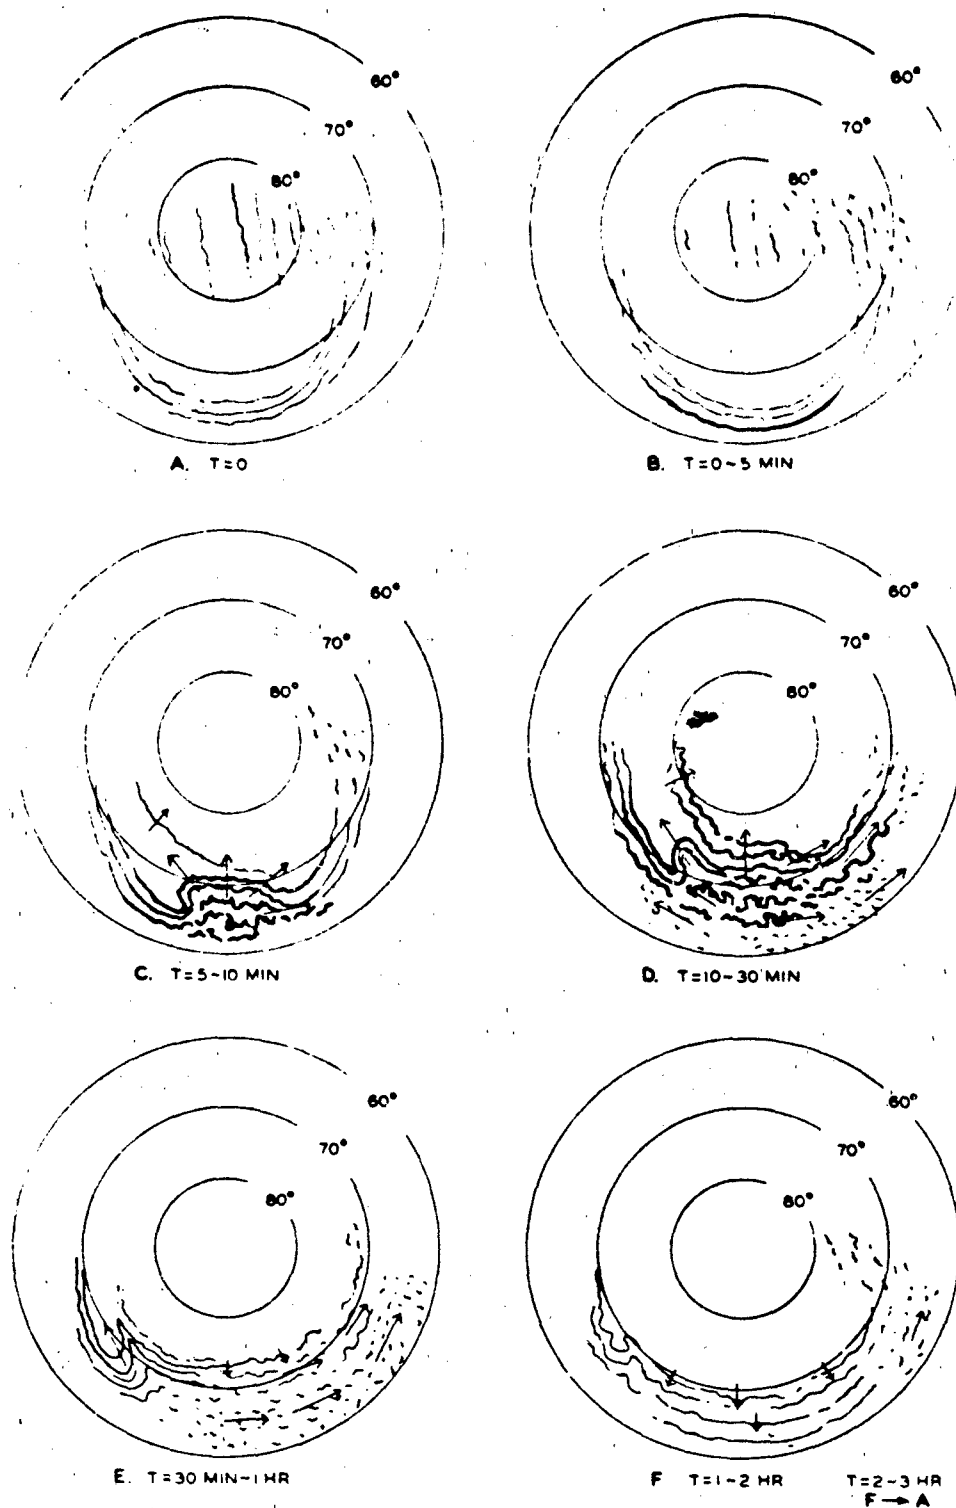 60°
70°
80°
A. T=0
60°
70°
80°
B. T=0~5 MIN
60°
70°
80°
C. T=5~10 MIN
60°
70°
80°
D. T=10~30 MIN
60°
70°
80°
E. T=30 MIN~1 HR
60°
70°
80°
F T=1~2 HR T=2~3 HR
F → A